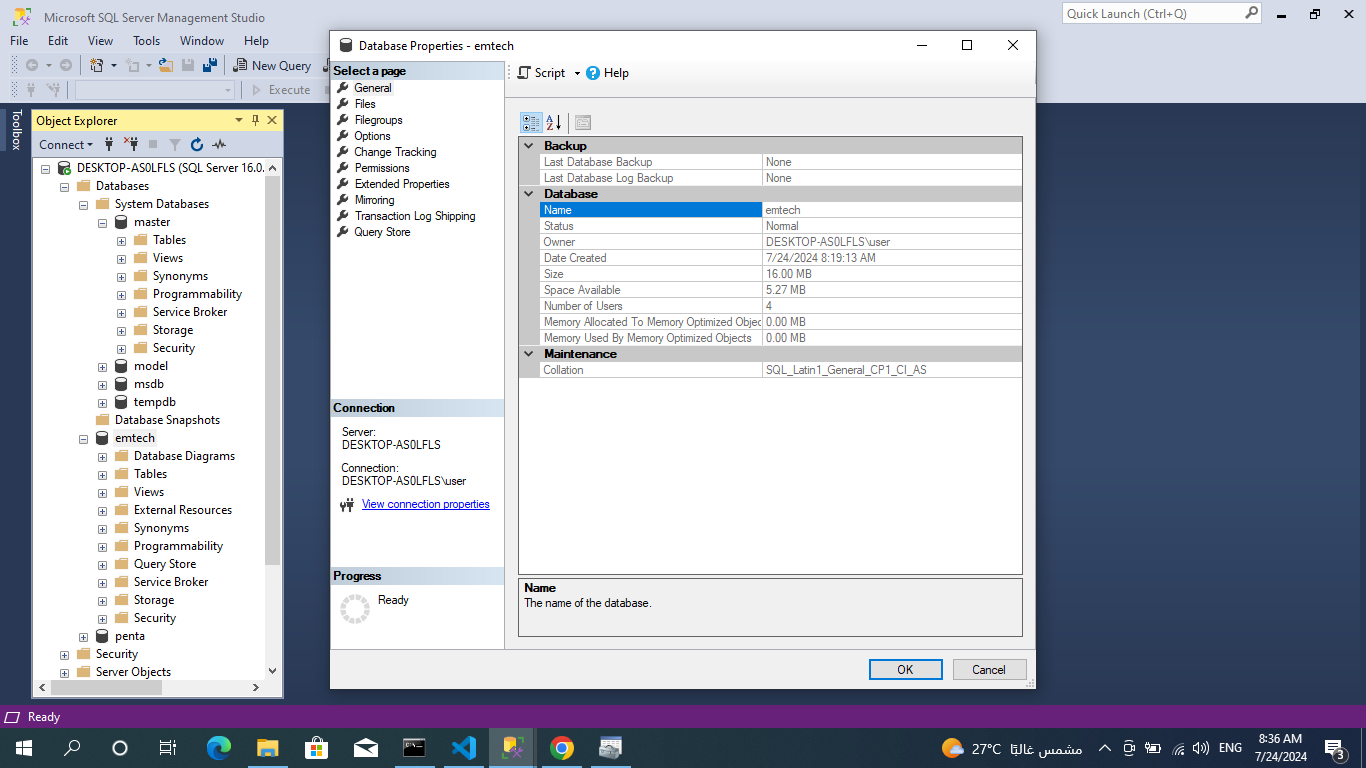 Microsoft SQL Server Management Studio
Quick Launch (Ctrl+Q)
File Edit View Tools Window Help
New Query
Execute
Toolbox
Object Explorer
Connect
DESKTOP-AS0LFLS (SQL Server 16.0.
Databases
System Databases
master
Tables
Views
Synonyms
Programmability
Service Broker
Storage
Security
model
msdb
tempdb
Database Snapshots
emtech
Database Diagrams
Tables
Views
External Resources
Synonyms
Programmability
Query Store
Service Broker
Storage
Security
penta
Security
Server Objects
Database Properties - emtech
Select a page
General
Files
Filegroups
Options
Change Tracking
Permissions
Extended Properties
Mirroring
Transaction Log Shipping
Query Store
Connection
Server:
DESKTOP-AS0LFLS
Connection:
DESKTOP-AS0LFLS\user
View connection properties
Progress
Ready
Script Help
Backup
Last Database Backup None
Last Database Log Backup None
Database
Name emtech
Status Normal
Owner DESKTOP-AS0LFLS\user
Date Created 7/24/2024 8:19:13 AM
Size 16.00 MB
Space Available 5.27 MB
Number of Users 4
Memory Allocated To Memory Optimized Objec 0.00 MB
Memory Used By Memory Optimized Objects 0.00 MB
Maintenance
Collation SQL_Latin1_General_CP1_CI_AS
Name
The name of the database.
OK Cancel
Ready
27°C مشمس غالبًا
ENG
8:36 AM
7/24/2024
3